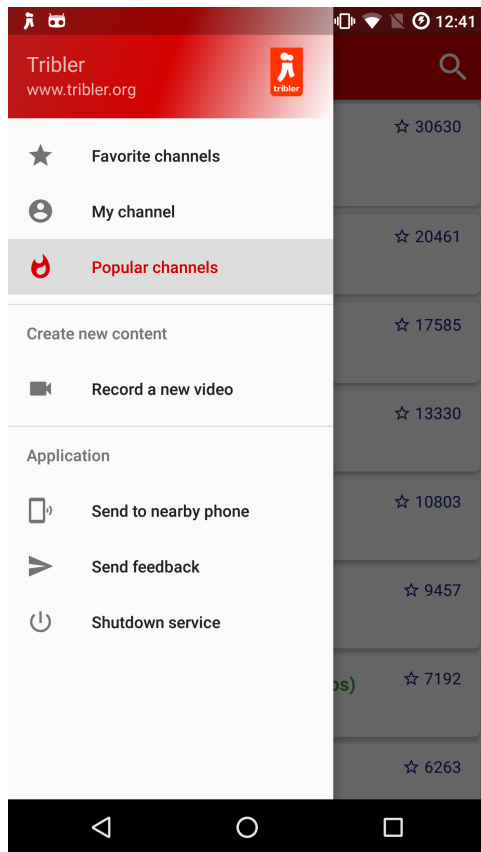 12:41
Tribler
www.tribler.org
tribler
Favorite channels
My channel
Popular channels
Create new content
Record a new video
Application
Send to nearby phone
Send feedback
Shutdown service
30630
20461
17585
13330
10803
9457
7192
6263